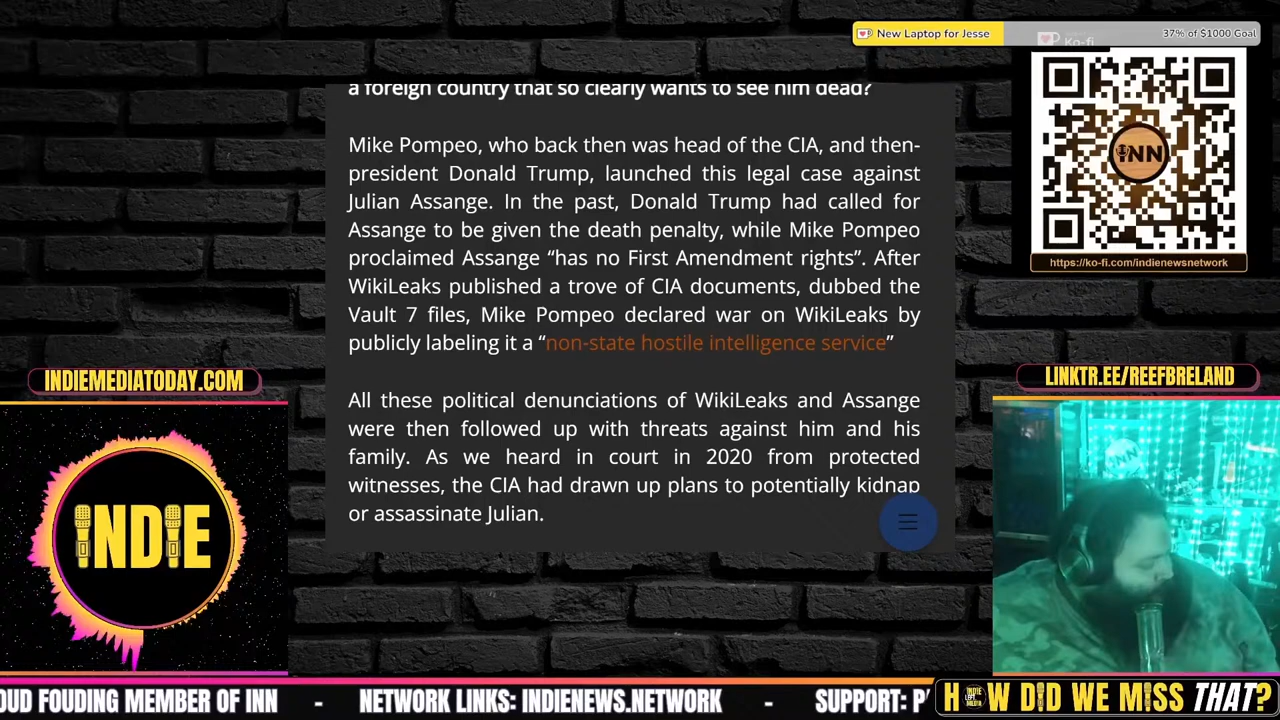 New Laptop for Jesse
37% of $1000 Goal
Ko-fi
iNN
https://ko-fi.com/indienewsnetwork
a foreign country that so clearly wants to see him dead?
Mike Pompeo, who back then was head of the CIA, and then-
president Donald Trump, launched this legal case against
Julian Assange. In the past, Donald Trump had called for
Assange to be given the death penalty, while Mike Pompeo
proclaimed Assange “has no First Amendment rights”. After
WikiLeaks published a trove of CIA documents, dubbed the
Vault 7 files, Mike Pompeo declared war on WikiLeaks by
publicly labeling it a “non-state hostile intelligence service”
All these political denunciations of WikiLeaks and Assange
were then followed up with threats against him and his
family. As we heard in court in 2020 from protected
witnesses, the CIA had drawn up plans to potentially kidnap
or assassinate Julian.
INDIEMEDIATODAY.COM
INDIE
LINKTR.EE/REEFBRELAND
OUD FOUDING MEMBER OF IN - NETWORK LINKS: INDIENEWS.NETWORK - SUPPORT: P
HOW DID WE MISS THAT?
INDIE LEFT MEDIA